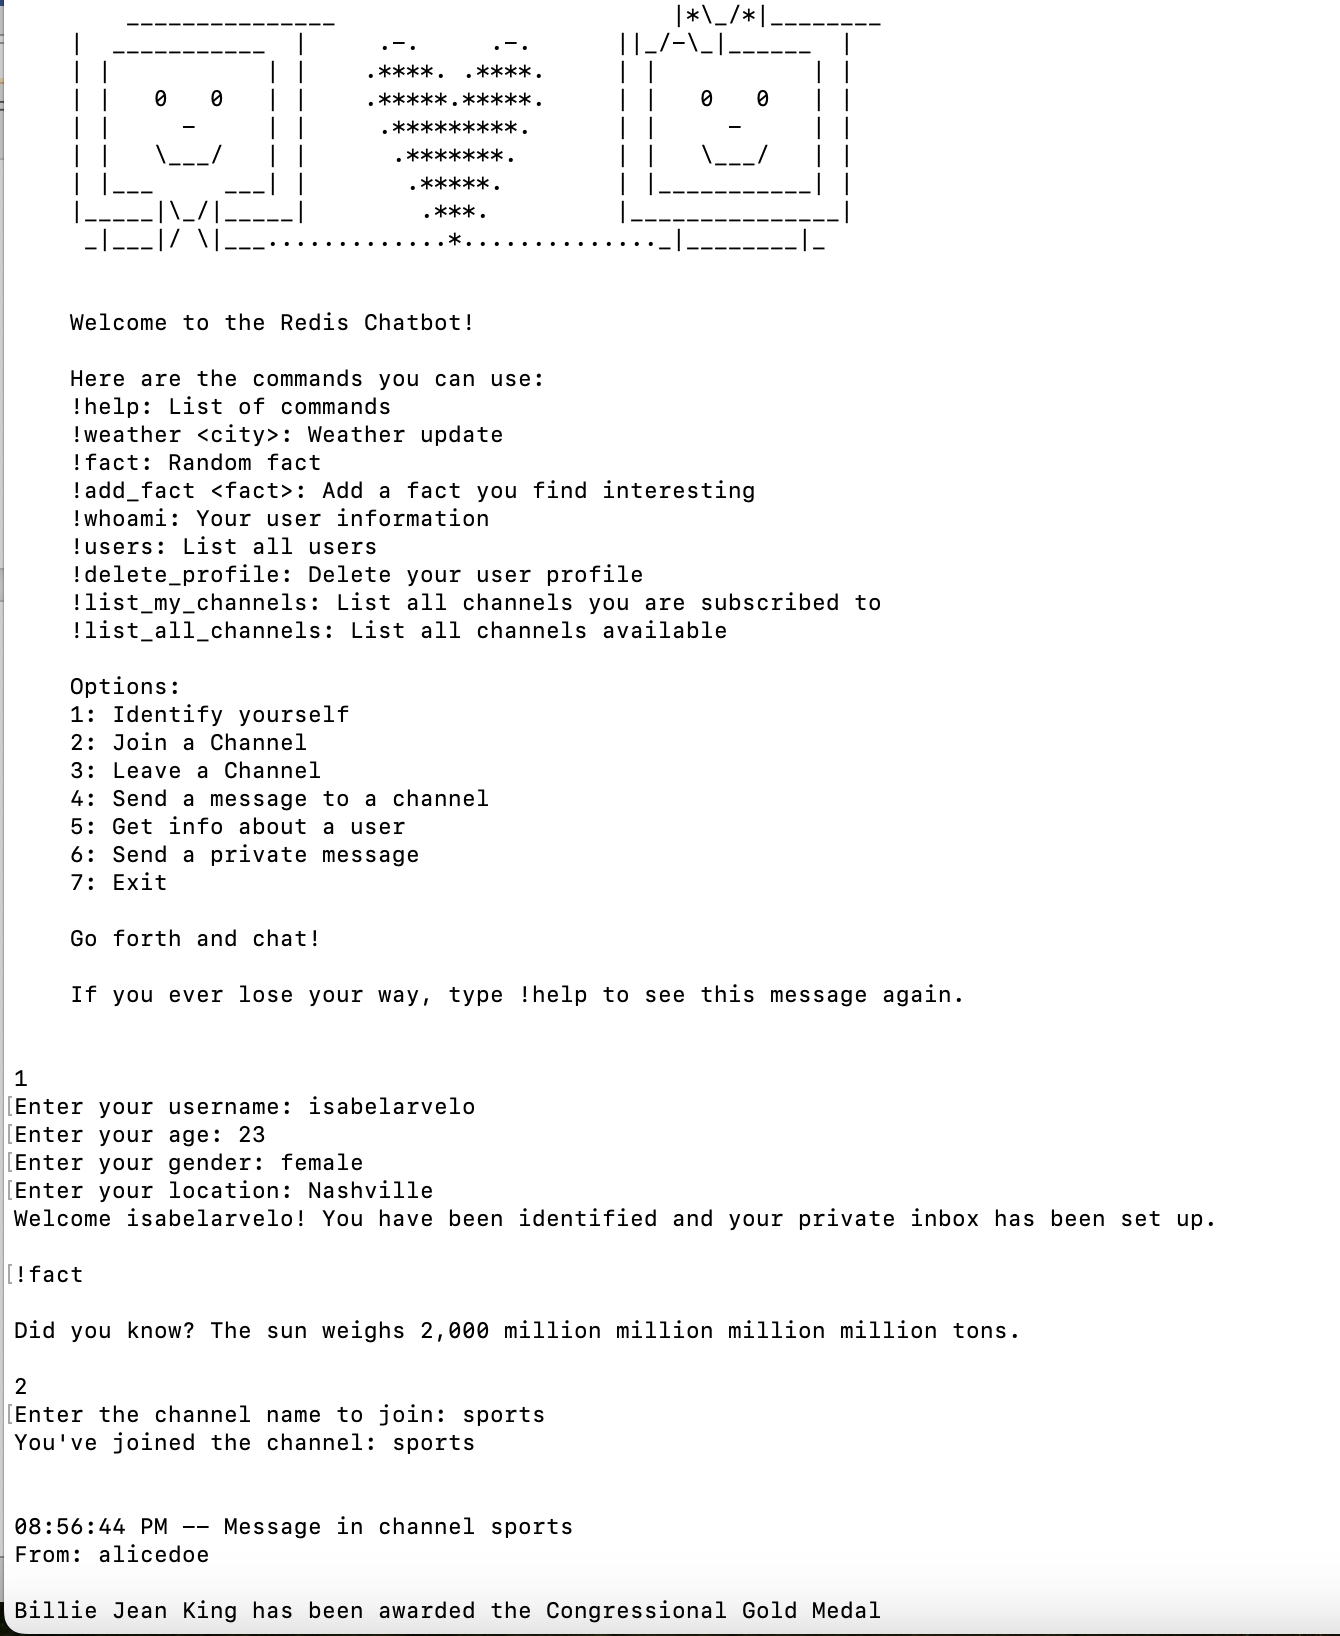 Welcome to the Redis Chatbot!
Here are the commands you can use:
!help: List of commands
!weather <city>: Weather update
!fact: Random fact
!add_fact <fact>: Add a fact you find interesting
!whoami: Your user information
!users: List all users
!delete_profile: Delete your user profile
!list_my_channels: List all channels you are subscribed to
!list_all_channels: List all channels available
Options:
1: Identify yourself
2: Join a Channel
3: Leave a Channel
4: Send a message to a channel
5: Get info about a user
6: Send a private message
7: Exit
Go forth and chat!
If you ever lose your way, type !help to see this message again.
1
[Enter your username: isabelarvelo
[Enter your age: 23
[Enter your gender: female
[Enter your location: Nashville
Welcome isabelarvelo! You have been identified and your private inbox has been set up.
[!fact
Did you know? The sun weighs 2,000 million million million million tons.
2
[Enter the channel name to join: sports
You've joined the channel: sports
08:56:44 PM -- Message in channel sports
From: alicedoe
Billie Jean King has been awarded the Congressional Gold Medal